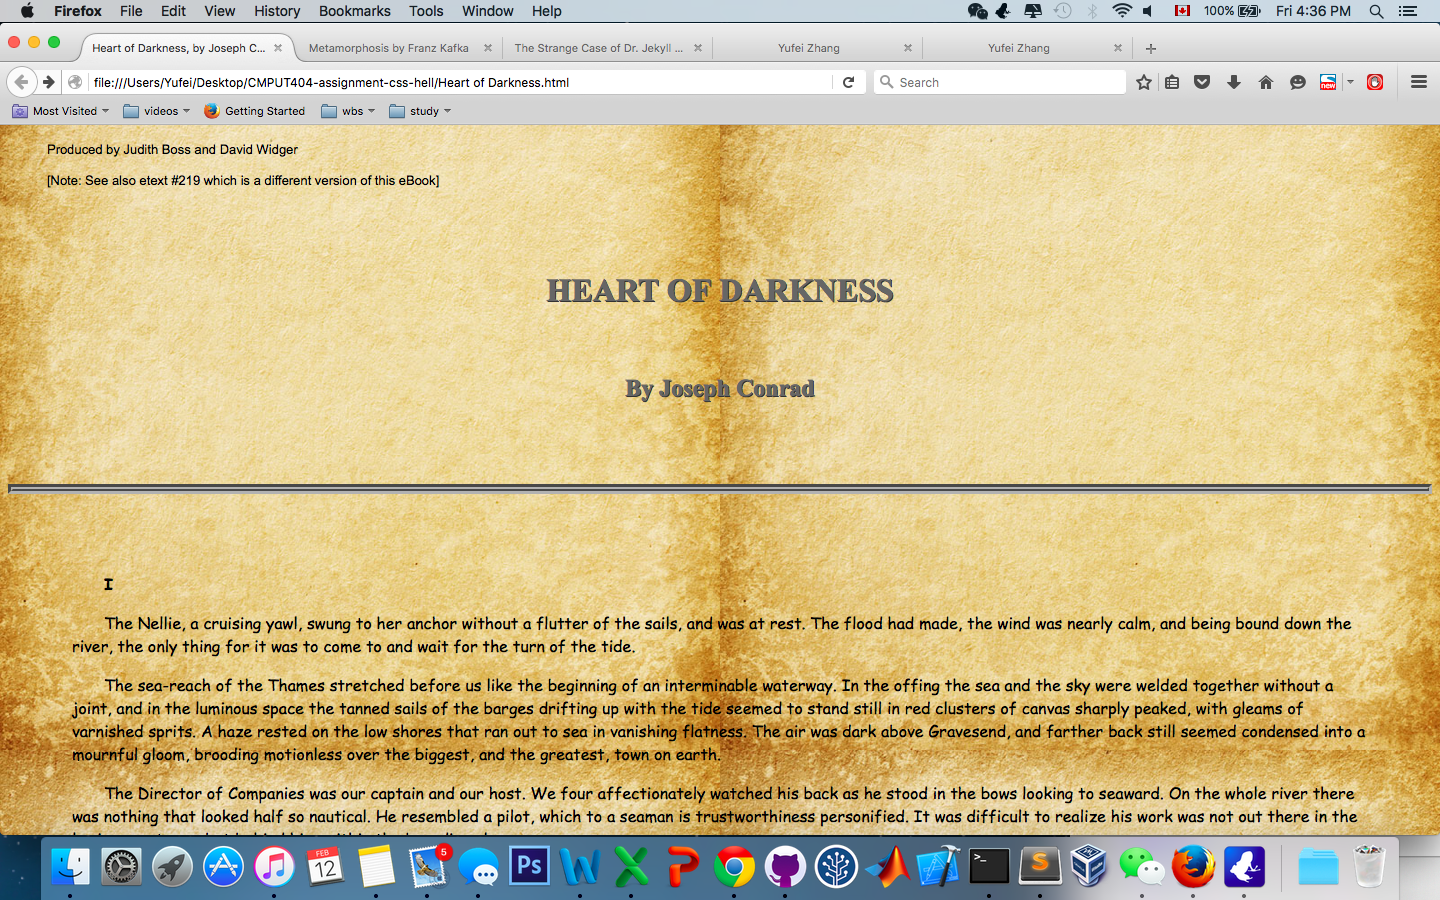 Firefox File Edit View History Bookmarks Tools Window Help 100% Fri 4:36 PM
Heart of Darkness, by Joseph C... Metamorphosis by Franz Kafka The Strange Case of Dr. Jekyll ... Yufei Zhang Yufei Zhang
file:///Users/Yufei/Desktop/CMPUT404-assignment-css-hell/Heart of Darkness.html Search new
Most Visited videos Getting Started wbs study
Produced by Judith Boss and David Widger
[Note: See also etext #219 which is a different version of this eBook]
HEART OF DARKNESS
By Joseph Conrad
I
The Nellie, a cruising yawl, swung to her anchor without a flutter of the sails, and was at rest. The flood had made, the wind was nearly calm, and being bound down the
river, the only thing for it was to come to and wait for the turn of the tide.
The sea-reach of the Thames stretched before us like the beginning of an interminable waterway. In the offing the sea and the sky were welded together without a
joint, and in the luminous space the tanned sails of the barges drifting up with the tide seemed to stand still in red clusters of canvas sharply peaked, with gleams of
varnished sprits. A haze rested on the low shores that ran out to sea in vanishing flatness. The air was dark above Gravesend, and farther back still seemed condensed into a
mournful gloom, brooding motionless over the biggest, and the greatest, town on earth.
The Director of Companies was our captain and our host. We four affectionately watched his back as he stood in the bows looking to seaward. On the whole river there
was nothing that looked half so nautical. He resembled a pilot, which to a seaman is trustworthiness personified. It was difficult to realize his work was not out there in the
FEB
12
5
Ps
W
X
P
>_
S